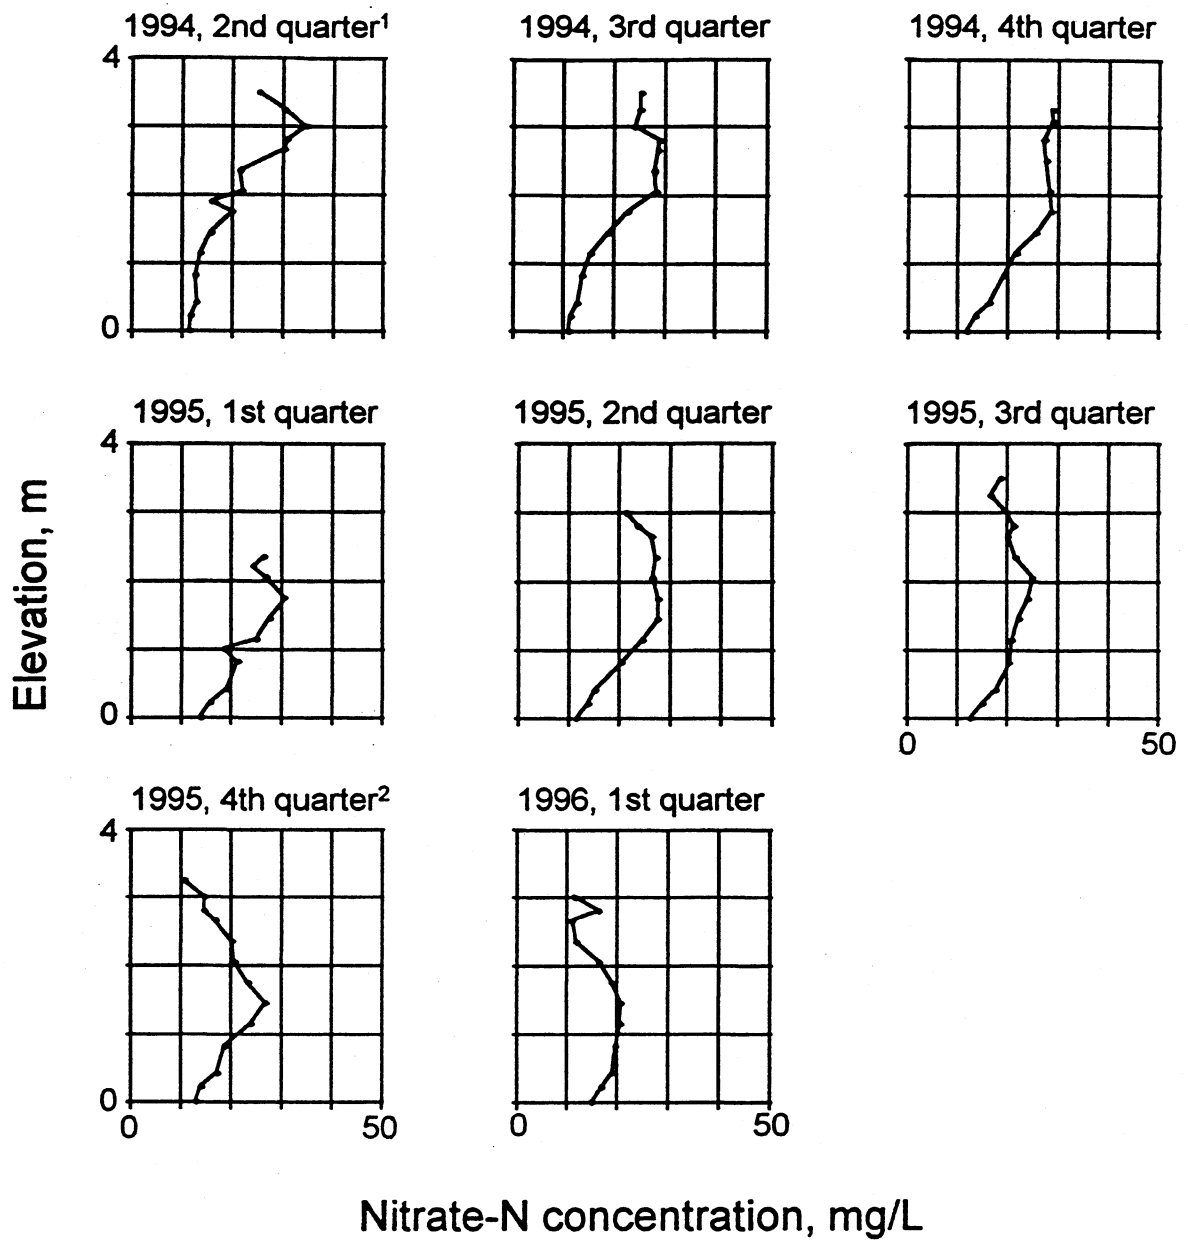 1994, 2nd quarter¹
1994, 3rd quarter
1994, 4th quarter
4
0
1995, 1st quarter
1995, 2nd quarter
1995, 3rd quarter
4
0
0
50
Elevation, m
1995, 4th quarter²
1996, 1st quarter
4
0
0
50
0
50
Nitrate-N concentration, mg/L